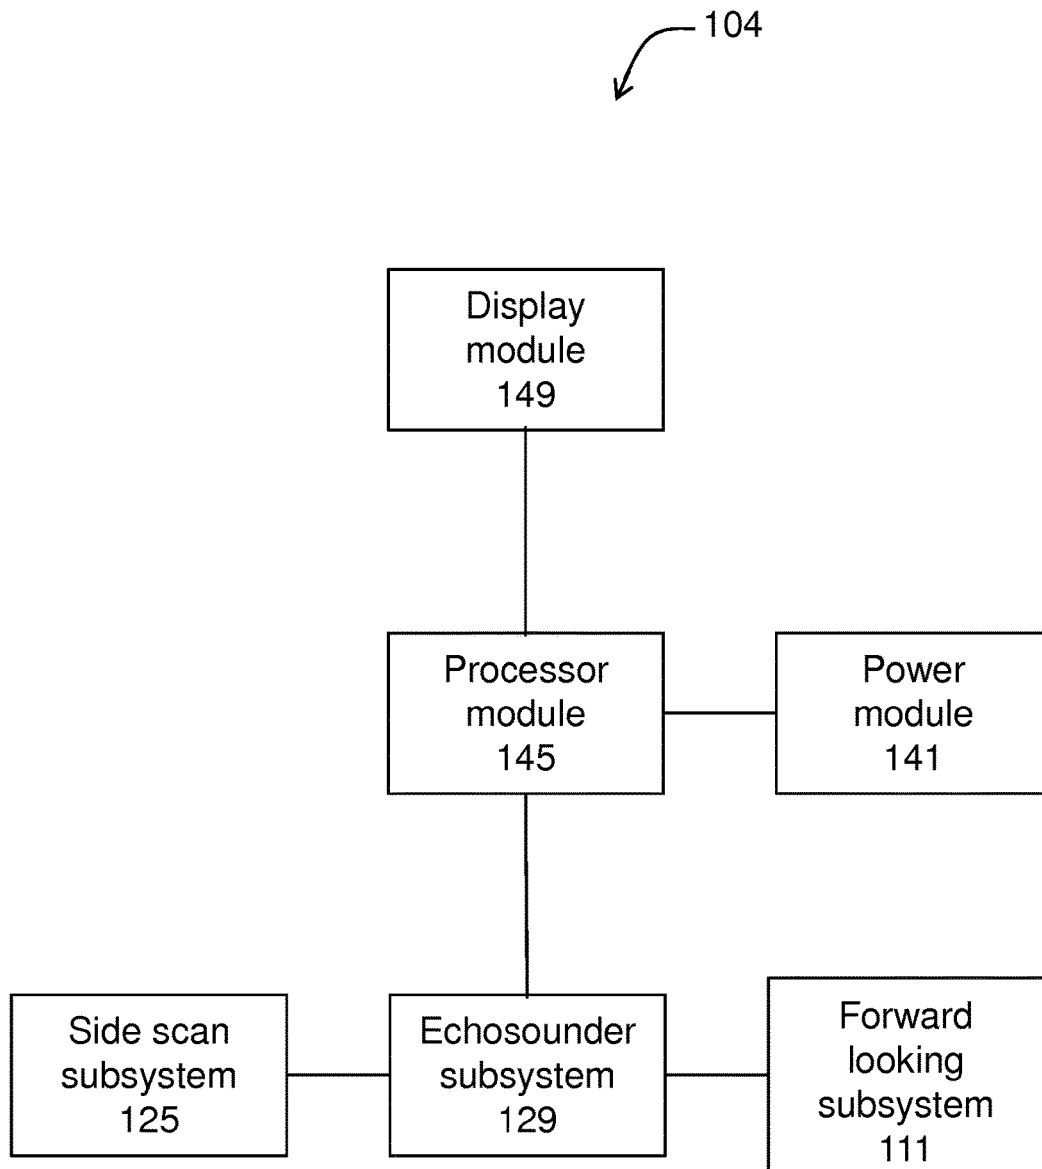 104
Display
module
149
Processor
module
145
Power
module
141
Side scan
subsystem
125
Echosounder
subsystem
129
Forward
looking
subsystem
111